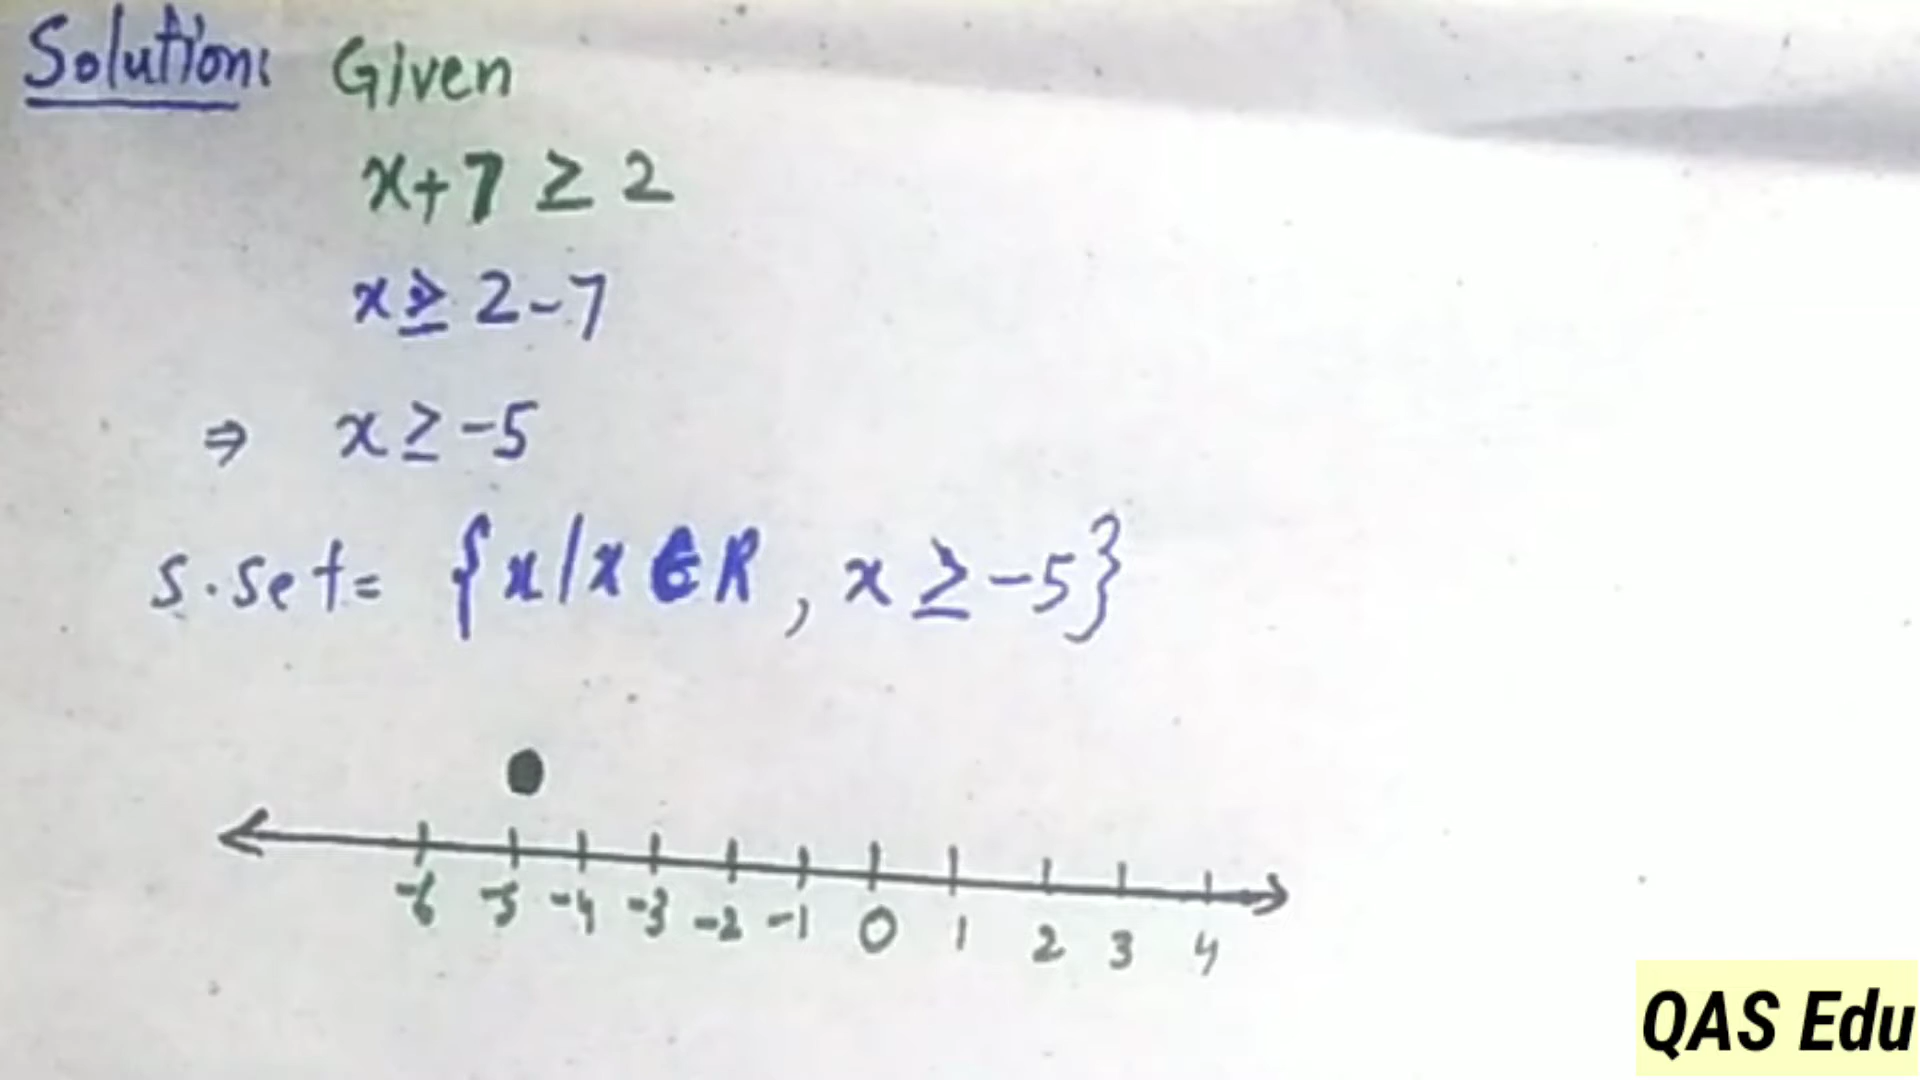 Solution: Given
x+7 ≥ 2
x ≥ 2-7
⇒ x ≥ -5
S.Set = {x/x ∈ R, x ≥ -5}
-6 -5 -4 -3 -2 -1 0 1 2 3 4
QAS Edu